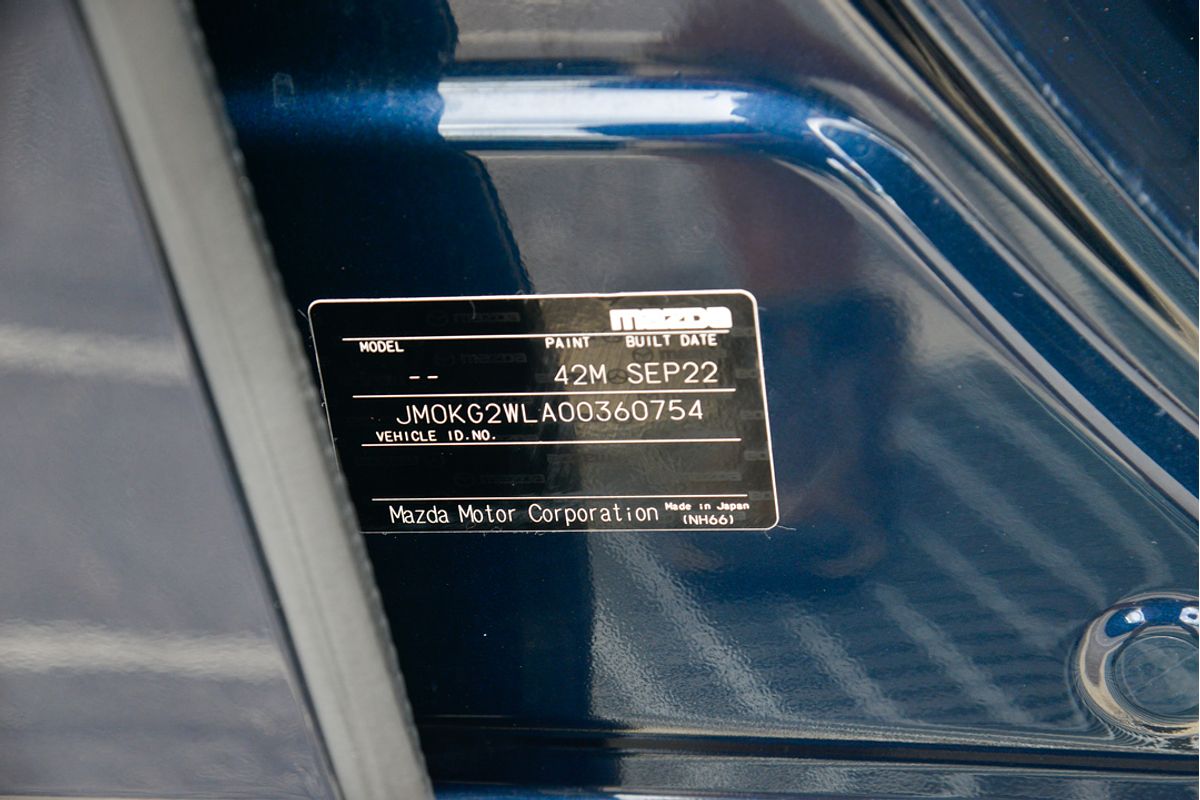 mazda
MODEL PAINT BUILT DATE
-- 42M SEP22
JM0KG2WLA00360754
VEHICLE ID.NO.
Mazda Motor Corporation Made in Japan
(NH66)